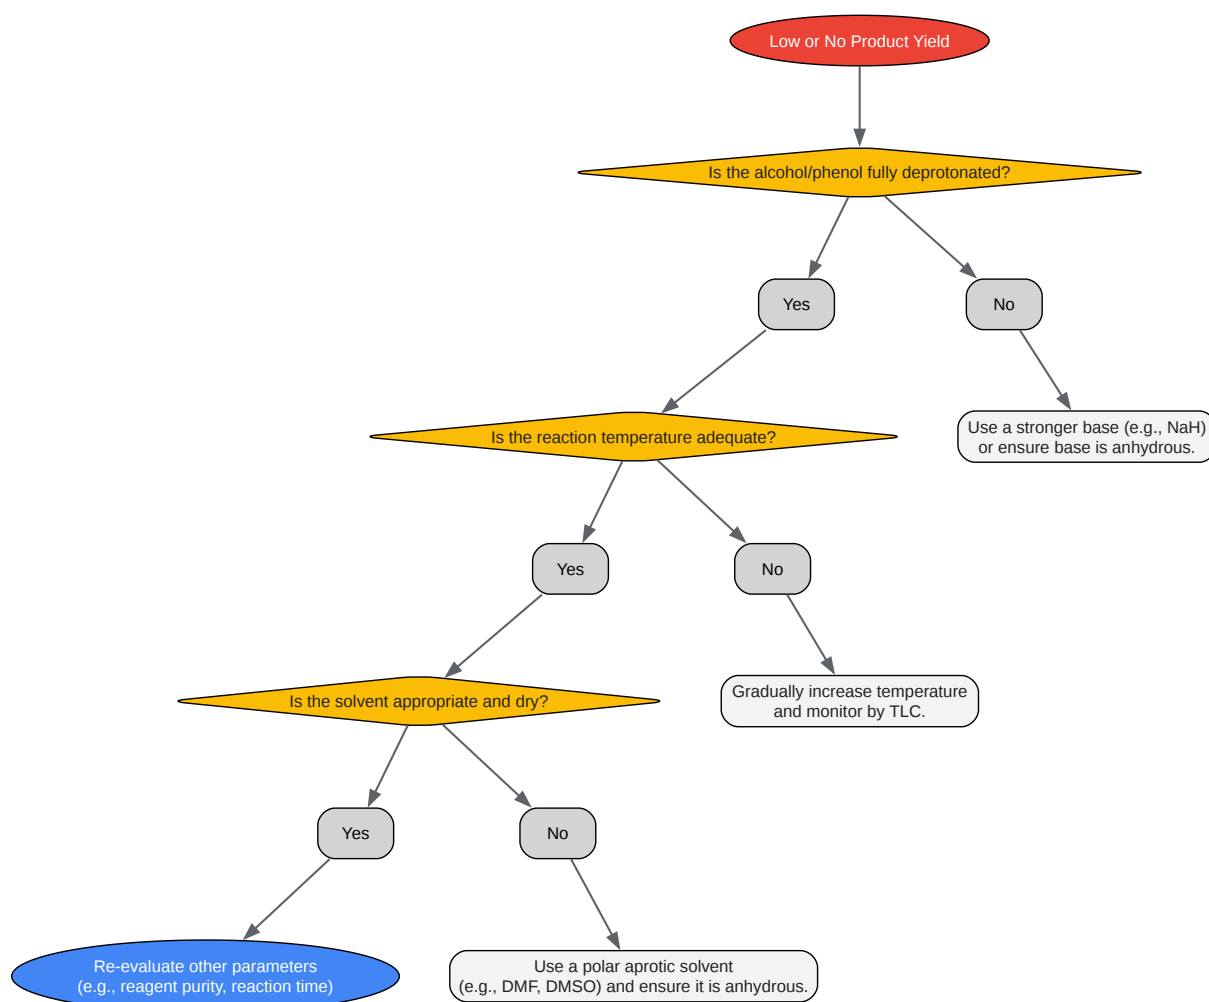 Low or No Product Yield
Is the alcohol/phenol fully deprotonated?
Yes
No
Use a stronger base (e.g., NaH)
or ensure base is anhydrous.
Is the reaction temperature adequate?
Yes
No
Gradually increase temperature
and monitor by TLC.
Is the solvent appropriate and dry?
Yes
No
Re-evaluate other parameters
(e.g., reagent purity, reaction time)
Use a polar aprotic solvent
(e.g., DMF, DMSO) and ensure it is anhydrous.